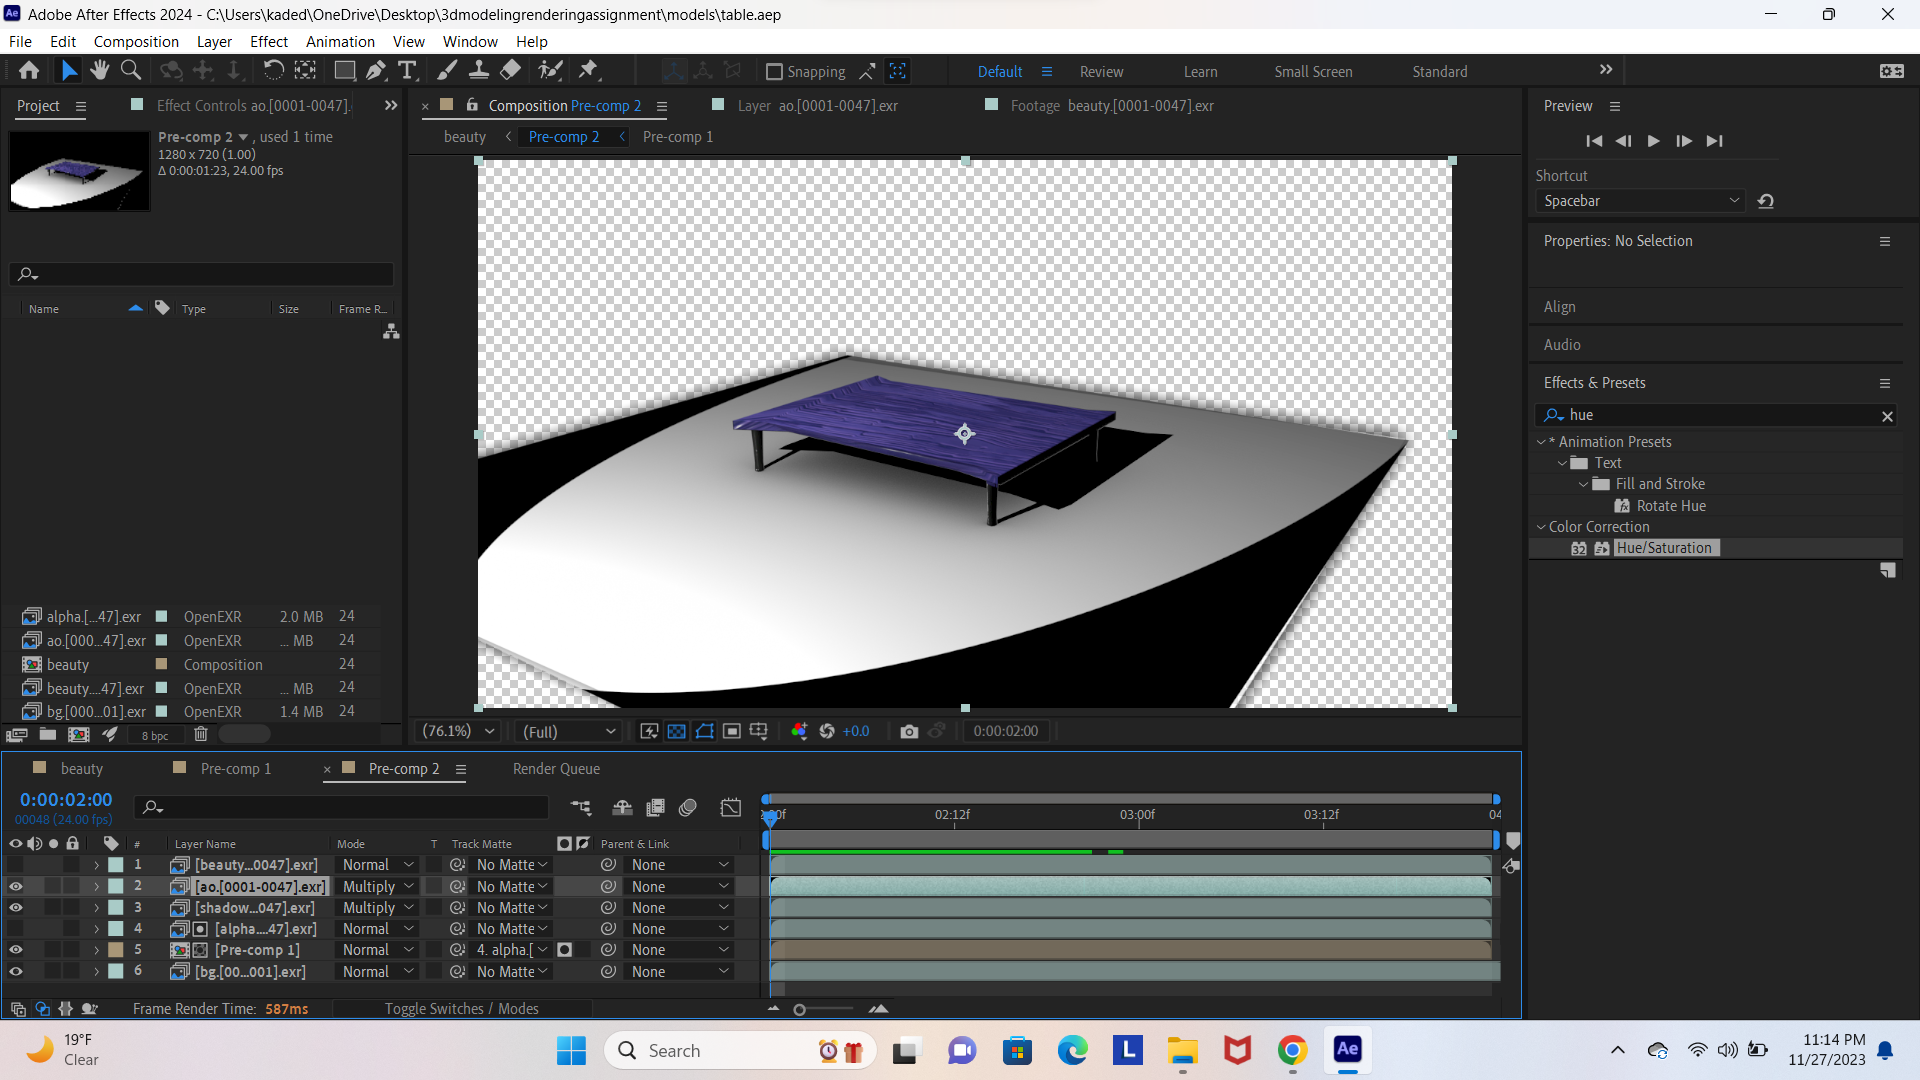 Adobe After Effects 2024 - C:\Users\kaded\OneDrive\Desktop\3dmodelingrenderingassignment\models\table.aep
File Edit Composition Layer Effect Animation View Window Help
Snapping
Default Review Learn Small Screen Standard
Project
Effect Controls ao.[0001-0047].
Composition Pre-comp 2
Layer ao.[0001-0047].exr
Footage beauty.[0001-0047].exr
beauty Pre-comp 2 Pre-comp 1
Pre-comp 2 , used 1 time
1280 x 720 (1.00)
Δ 0:00:01:23, 24.00 fps
Name Type Size Frame R...
alpha.[...47].exr OpenEXR 2.0 MB 24
ao.[000...47].exr OpenEXR ... MB 24
beauty Composition 24
beauty....47].exr OpenEXR ... MB 24
bg.[000...01].exr OpenEXR 1.4 MB 24
8 bpc
(76.1%) (Full) +0.0 0:00:02:00
Preview
Shortcut
Spacebar
Properties: No Selection
Align
Audio
Effects & Presets
hue
* Animation Presets
Text
Fill and Stroke
Rotate Hue
Color Correction
32 Hue/Saturation
beauty Pre-comp 1 Pre-comp 2 Render Queue
0:00:02:00
00048 (24.00 fps)
02:12f 03:00f 03:12f 04
# Layer Name Mode T Track Matte Parent & Link
1 [beauty...0047].exr] Normal No Matte None
2 [ao.[0001-0047].exr] Multiply No Matte None
3 [shadow...047].exr] Multiply No Matte None
4 [alpha....47].exr] Normal No Matte None
5 [Pre-comp 1] Normal 4. alpha.[ None
6 [bg.[00...001].exr] Normal No Matte None
Frame Render Time: 587ms
Toggle Switches / Modes
19°F
Clear
Search
L
Ae
11:14 PM
11/27/2023